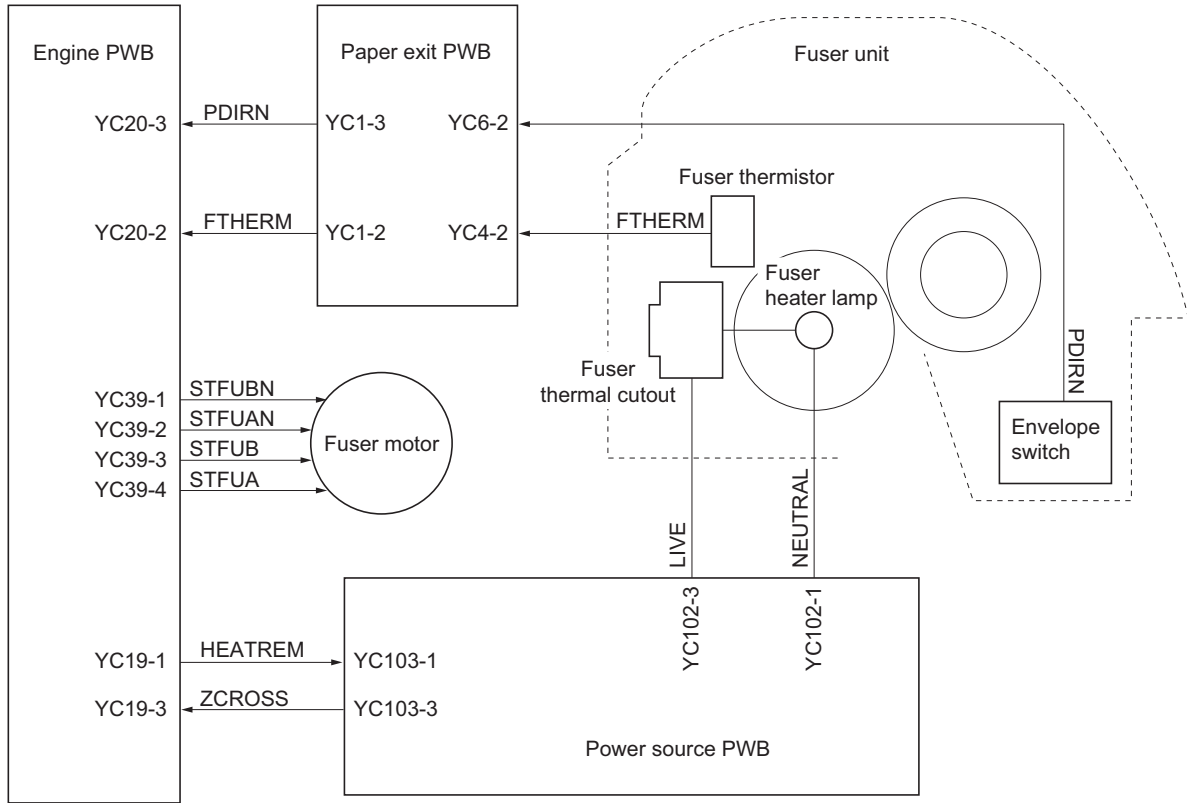 Engine PWB
Paper exit PWB
Fuser unit
YC20-3
PDIRN
YC1-3
YC6-2
Fuser thermistor
YC20-2
FTHERM
YC1-2
YC4-2
FTHERM
Fuser
heater lamp
PDIRN
Fuser
thermal cutout
YC39-1
STFUBN
YC39-2
STFUAN
YC39-3
STFUB
YC39-4
STFUA
Fuser motor
Envelope
switch
LIVE
NEUTRAL
YC102-3
YC102-1
YC19-1
HEATREM
YC103-1
YC19-3
ZCROSS
YC103-3
Power source PWB